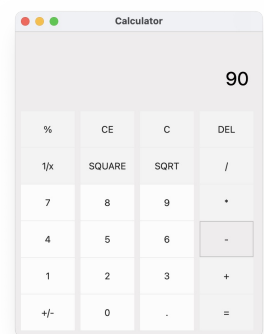 Calculator
90
% CE C DEL
1/x SQUARE SQRT /
7 8 9 *
4 5 6 -
1 2 3 +
+/- 0 . =